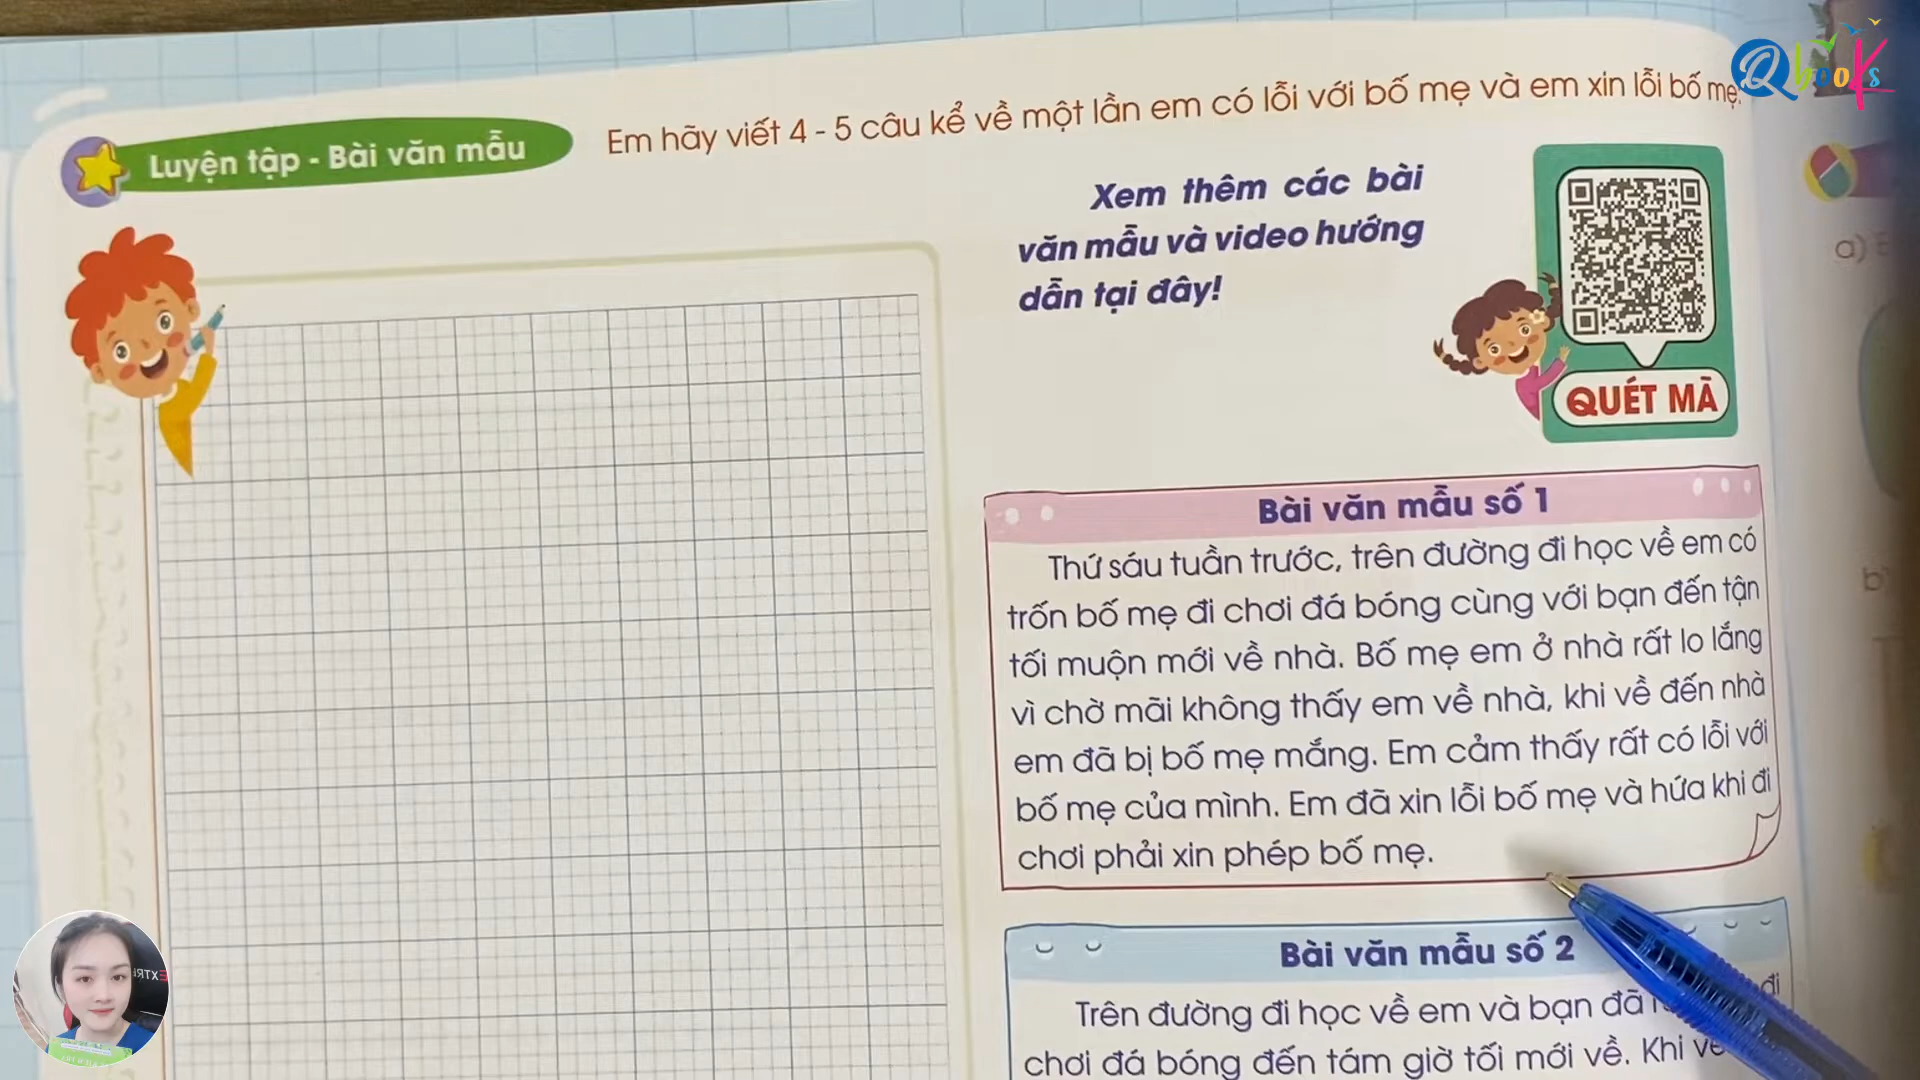 Qbooks
Luyện tập - Bài văn mẫu
Em hãy viết 4 - 5 câu kể về một lần em có lỗi với bố mẹ và em xin lỗi bố mẹ.
Xem thêm các bài
văn mẫu và video hướng
dẫn tại đây!
QUÉT MÃ
Bài văn mẫu số 1
Thứ sáu tuần trước, trên đường đi học về em có
trốn bố mẹ đi chơi đá bóng cùng với bạn đến tận
tối muộn mới về nhà. Bố mẹ em ở nhà rất lo lắng
vì chờ mãi không thấy em về nhà, khi về đến nhà
em đã bị bố mẹ mắng. Em cảm thấy rất có lỗi với
bố mẹ của mình. Em đã xin lỗi bố mẹ và hứa khi đi
chơi phải xin phép bố mẹ.
Bài văn mẫu số 2
Trên đường đi học về em và bạn đã đi
chơi đá bóng đến tám giờ tối mới về. Khi về
a)
b)